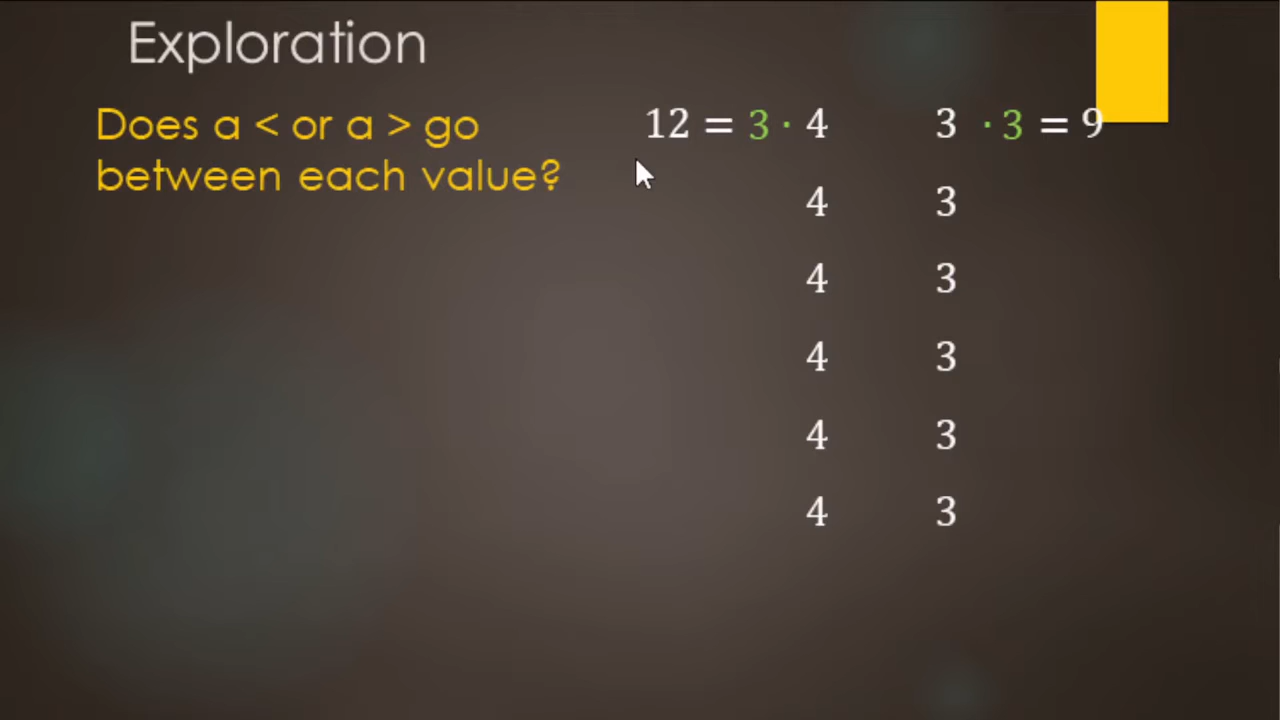 Exploration
Does a < or a > go
between each value?
12 = 3 · 4 3 · 3 = 9
4 3
4 3
4 3
4 3
4 3